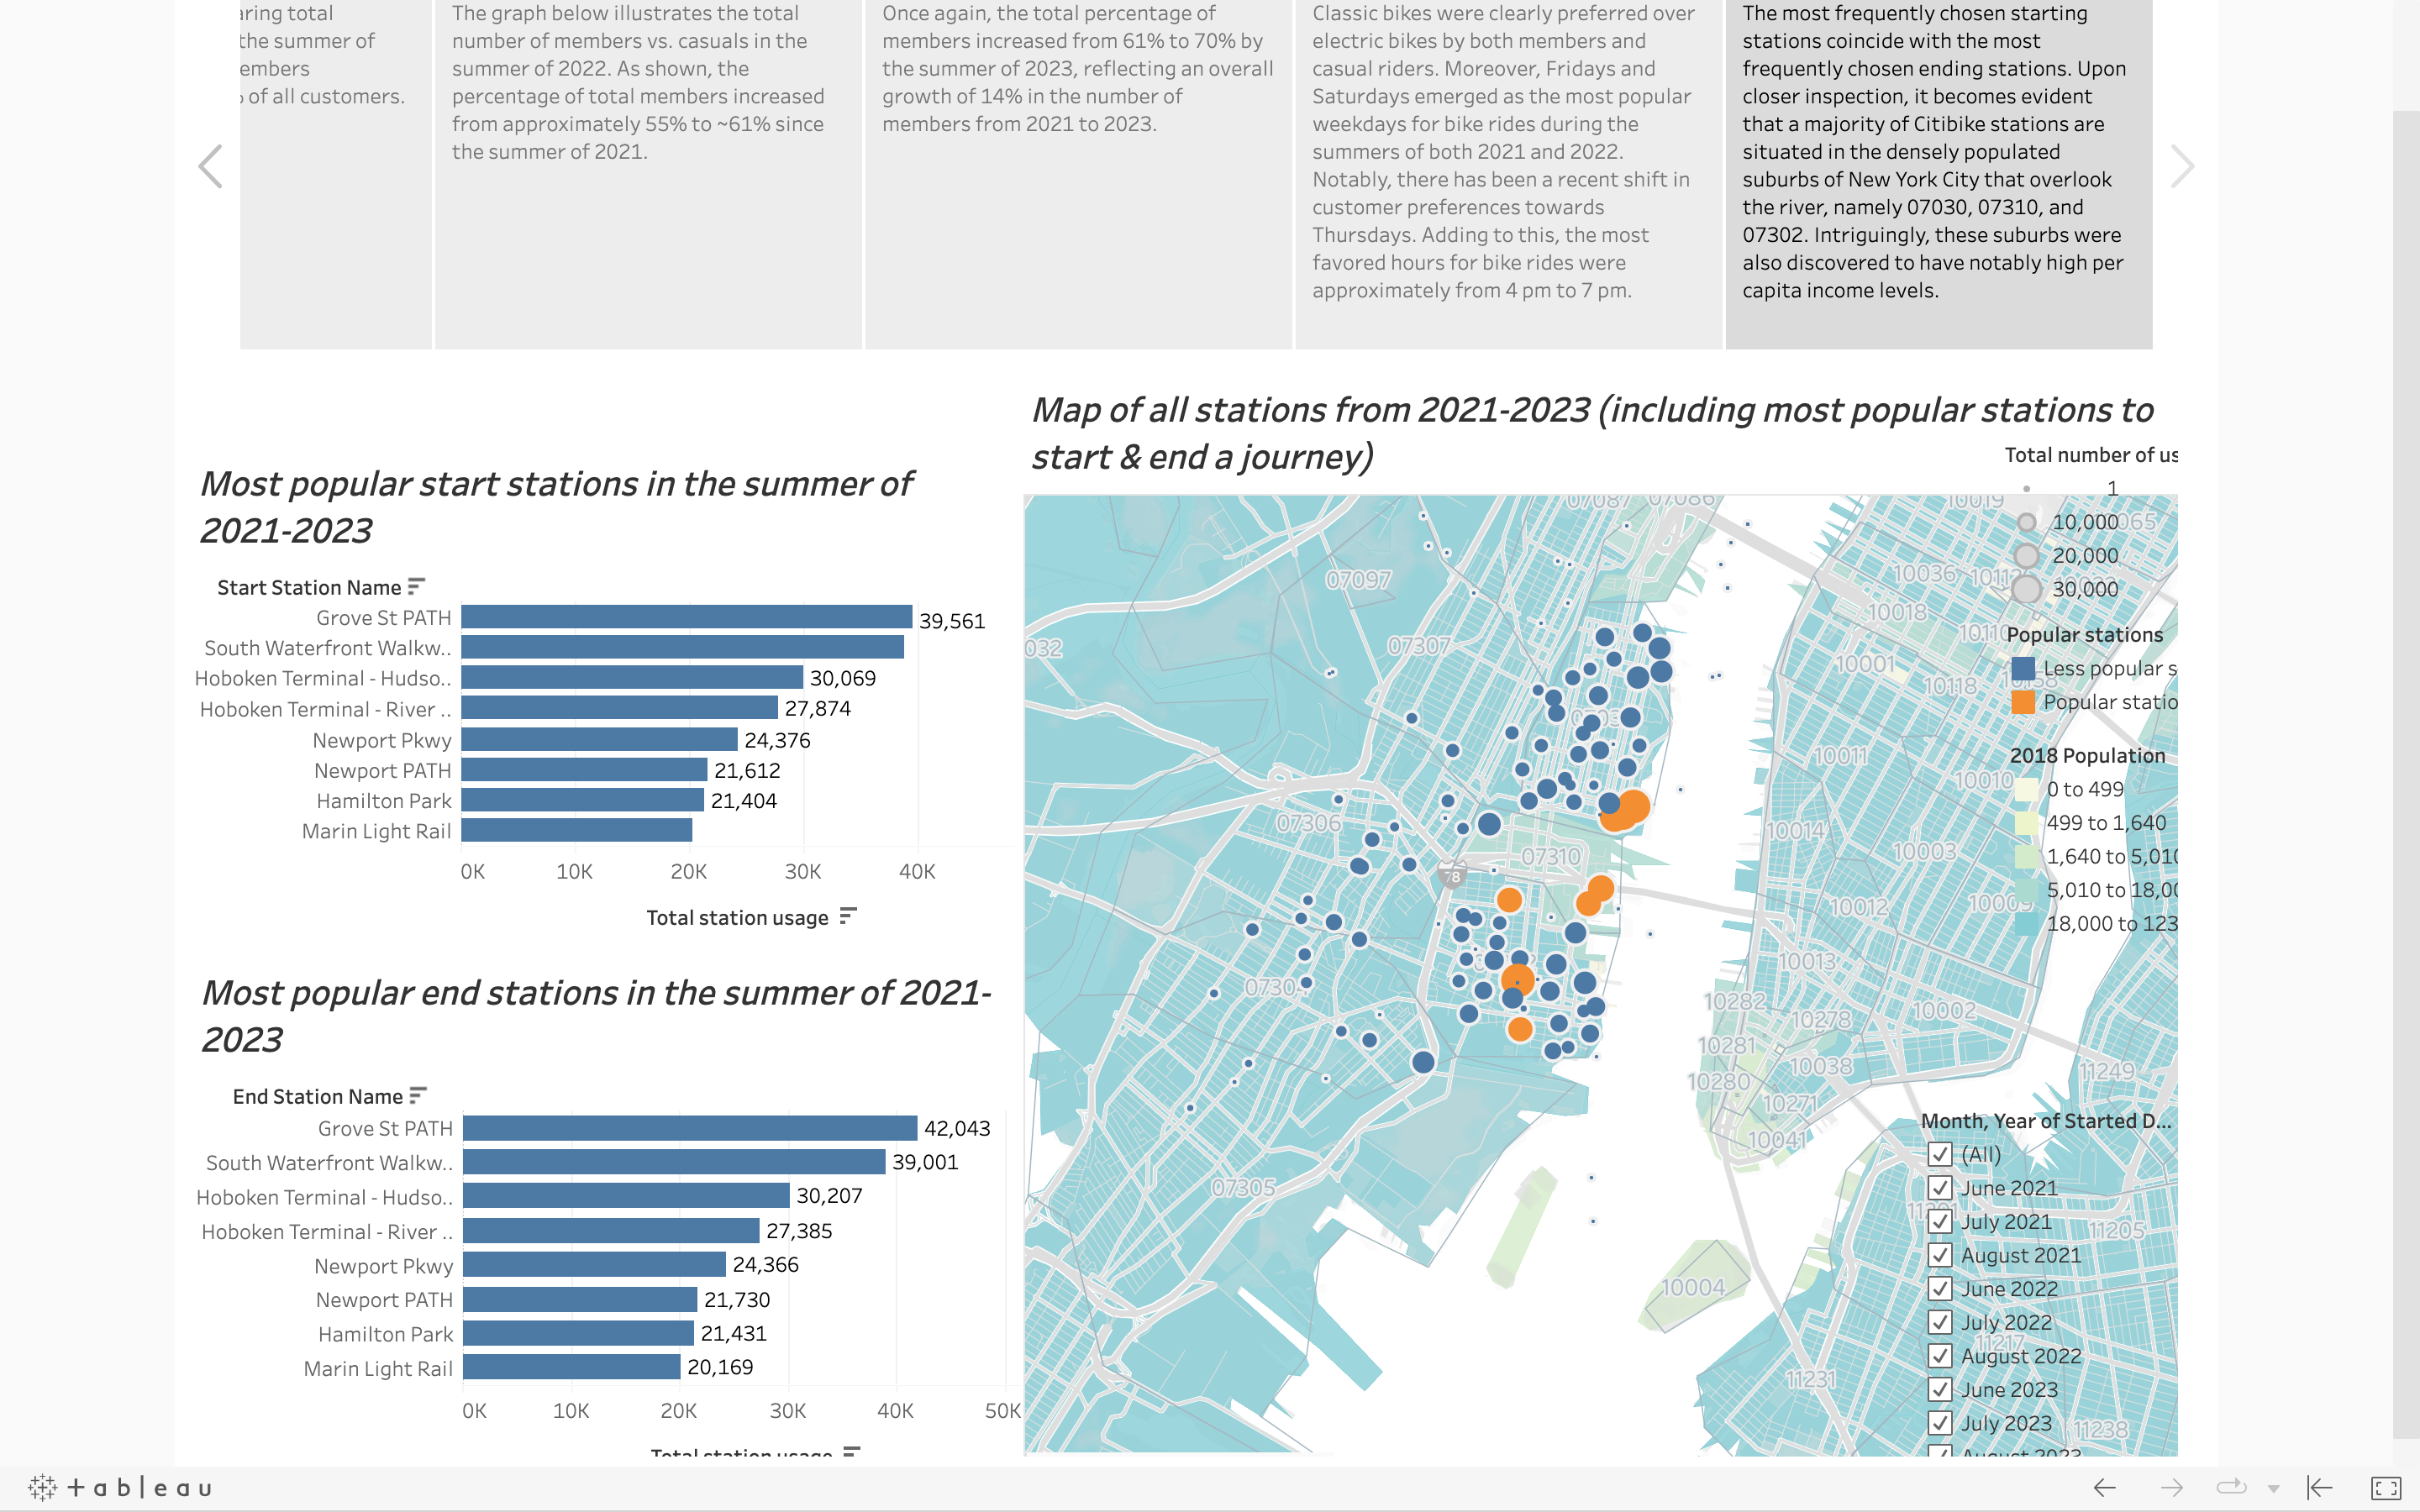 aring total
the summer of
embers
of all customers.
The graph below illustrates the total
number of members vs. casuals in the
summer of 2022. As shown, the
percentage of total members increased
from approximately 55% to ~61% since
the summer of 2021.
Once again, the total percentage of
members increased from 61% to 70% by
the summer of 2023, reflecting an overall
growth of 14% in the number of
members from 2021 to 2023.
Classic bikes were clearly preferred over
electric bikes by both members and
casual riders. Moreover, Fridays and
Saturdays emerged as the most popular
weekdays for bike rides during the
summers of both 2021 and 2022.
Notably, there has been a recent shift in
customer preferences towards
Thursdays. Adding to this, the most
favored hours for bike rides were
approximately from 4 pm to 7 pm.
The most frequently chosen starting
stations coincide with the most
frequently chosen ending stations. Upon
closer inspection, it becomes evident
that a majority of Citibike stations are
situated in the densely populated
suburbs of New York City that overlook
the river, namely 07030, 07310, and
07302. Intriguingly, these suburbs were
also discovered to have notably high per
capita income levels.
Most popular start stations in the summer of
2021-2023
Start Station Name
Grove St PATH 39,561
South Waterfront Walkw..
Hoboken Terminal - Hudso.. 30,069
Hoboken Terminal - River .. 27,874
Newport Pkwy 24,376
Newport PATH 21,612
Hamilton Park 21,404
Marin Light Rail
0K 10K 20K 30K 40K
Total station usage
Most popular end stations in the summer of 2021-
2023
End Station Name
Grove St PATH 42,043
South Waterfront Walkw.. 39,001
Hoboken Terminal - Hudso.. 30,207
Hoboken Terminal - River .. 27,385
Newport Pkwy 24,366
Newport PATH 21,730
Hamilton Park 21,431
Marin Light Rail 20,169
0K 10K 20K 30K 40K 50K
Total station usage
Map of all stations from 2021-2023 (including most popular stations to
start & end a journey)
Total number of us
1
10,000
20,000
30,000
Popular stations
Less popular s
Popular statio
2018 Population
0 to 499
499 to 1,640
1,640 to 5,010
5,010 to 18,00
18,000 to 123
07087 07086
10019
07097
10036
10018
032
07307
10001
10118
10011
10010
07306
10014
07310
10003
78
10012
10013
10282
10002
10278
10281
10038
10280
11249
10271
10041
07305
11205
10004
11217
11231
11238
Month, Year of Started D...
(All)
June 2021
July 2021
August 2021
June 2022
July 2022
August 2022
June 2023
July 2023
August 2023
+ableau